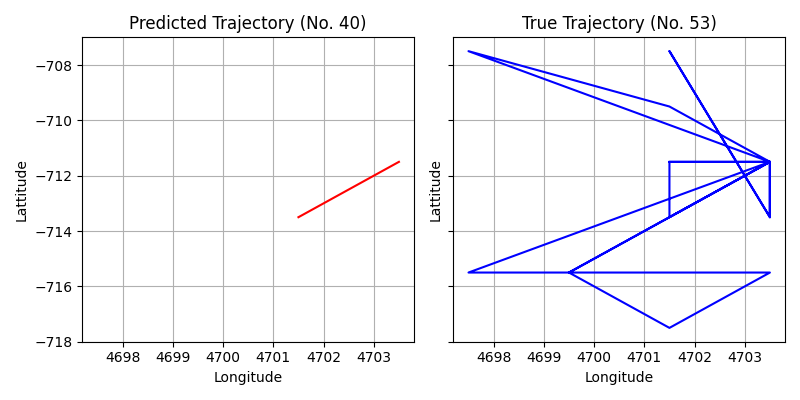 Predicted Trajectory (No. 40)
True Trajectory (No. 53)
−708
−710
−712
−714
−716
−718
Lattitude
Lattitude
4698 4699 4700 4701 4702 4703
4698 4699 4700 4701 4702 4703
Longitude
Longitude